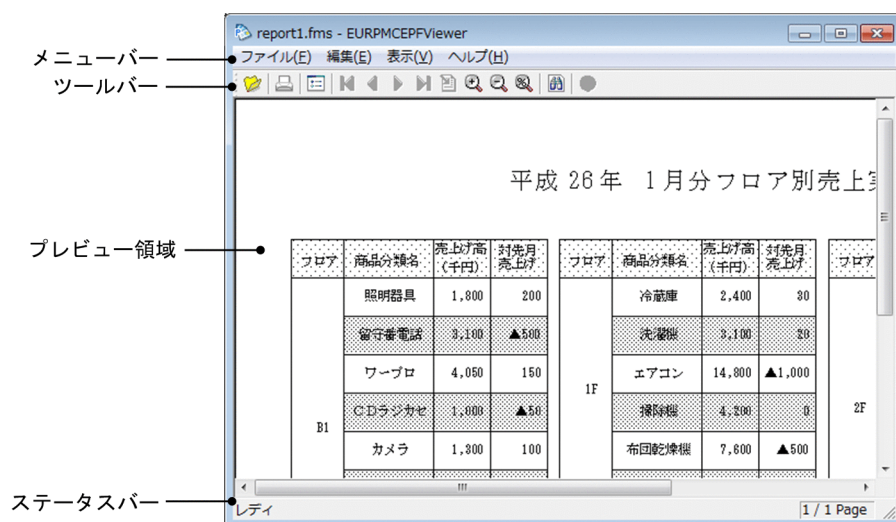 report1.fms - EURPMCEPFViewer
メニューバー
ファイル(F) 編集(E) 表示(V) ヘルプ(H)
ツールバー
平成 26年 1月分フロア別売上
プレビュー領域
フロア 商品分類名 売上げ高(千円) 対先月売上げ フロア 商品分類名 売上げ高(千円) 対先月売上げ フロア
照明器具 1,800 200 冷蔵庫 2,400 30
留守番電話 3,100 ▲500 洗濯機 3,100 20
ワープロ 4,050 150 エアコン 14,800 ▲1,000
1F
CDラジカセ 1,000 ▲50 掃除機 4,200 0 2F
B1
カメラ 1,300 100 布団乾燥機 7,600 ▲500
ステータスバー
レディ 1 / 1 Page